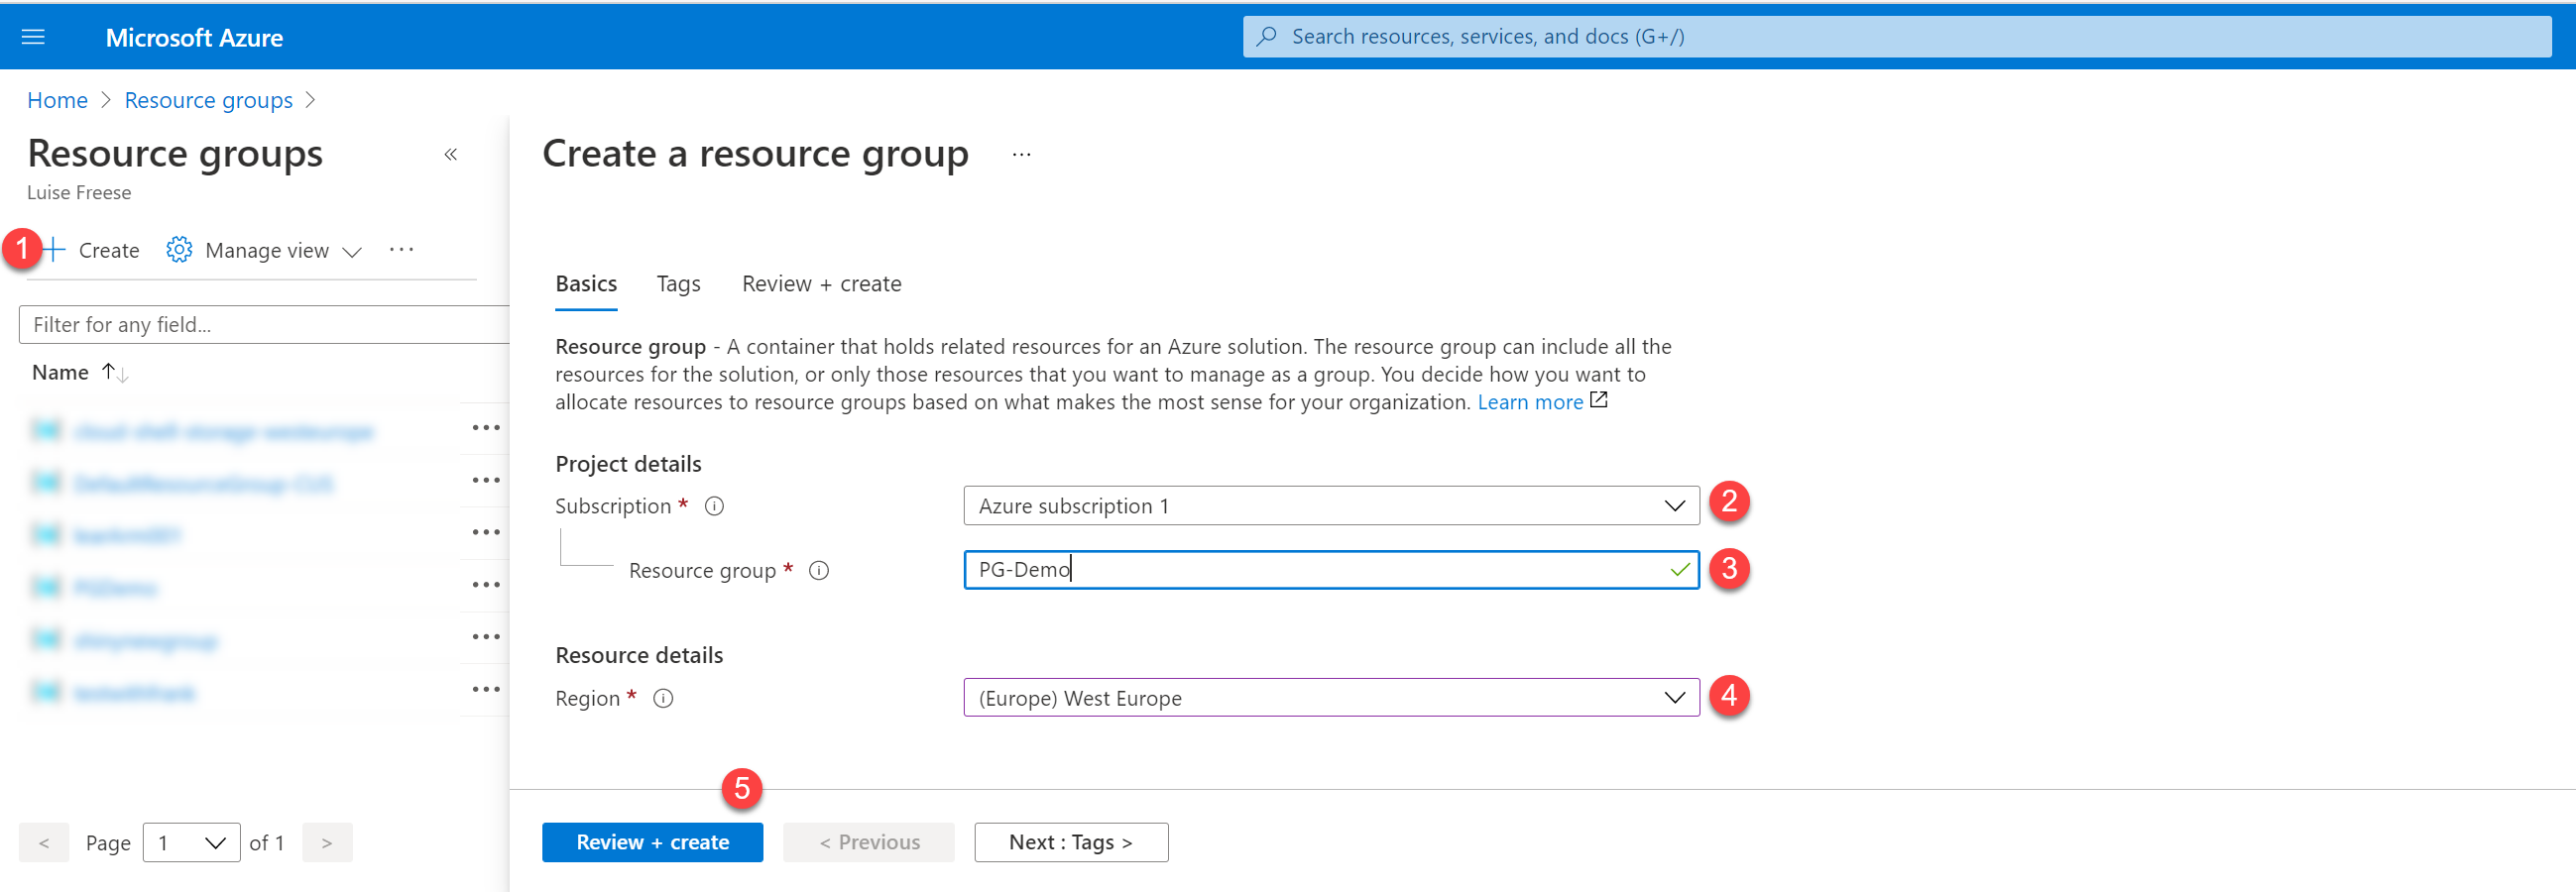 Microsoft Azure
Search resources, services, and docs (G+/)
Home > Resource groups >
Resource groups «
Luise Freese
1 + Create Manage view ···
Filter for any field...
Name ↑↓
Page 1 of 1
Create a resource group ···
Basics Tags Review + create
Resource group - A container that holds related resources for an Azure solution. The resource group can include all the
resources for the solution, or only those resources that you want to manage as a group. You decide how you want to
allocate resources to resource groups based on what makes the most sense for your organization. Learn more
Project details
Subscription * Azure subscription 1 2
Resource group * PG-Demo 3
Resource details
Region * (Europe) West Europe 4
5
Review + create < Previous Next : Tags >